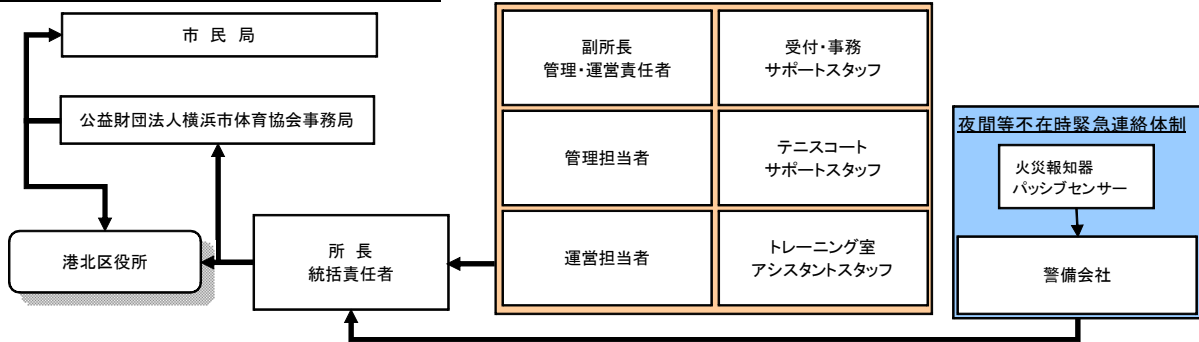 市 民 局
公益財団法人横浜市体育協会事務局
港北区役所
所 長
統括責任者
副所長
管理・運営責任者
受付・事務
サポートスタッフ
管理担当者
テニスコート
サポートスタッフ
運営担当者
トレーニング室
アシスタントスタッフ
夜間等不在時緊急連絡体制
火災報知器
パッシブセンサー
警備会社